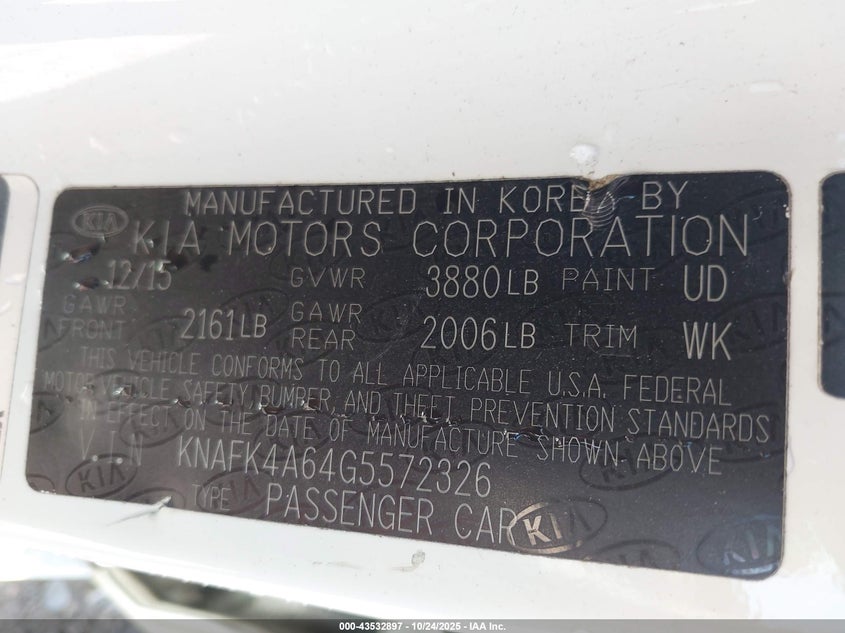 KIA
MANUFACTURED IN KOREA BY
KIA MOTORS CORPORATION
12/15 GVWR 3880LB PAINT UD
GAWR FRONT 2161LB GAWR REAR 2006LB TRIM WK
THIS VEHICLE CONFORMS TO ALL APPLICABLE U.S.A. FEDERAL
MOTOR VEHICLE SAFETY, BUMPER AND THEFT PREVENTION STANDARDS
IN EFFECT ON THE DATE OF MANUFACTURE SHOWN ABOVE
V.I.N KNAFK4A64G5572326
TYPE PASSENGER CAR
KIA
000-43532897 - 10/24/2025 - IAA Inc.